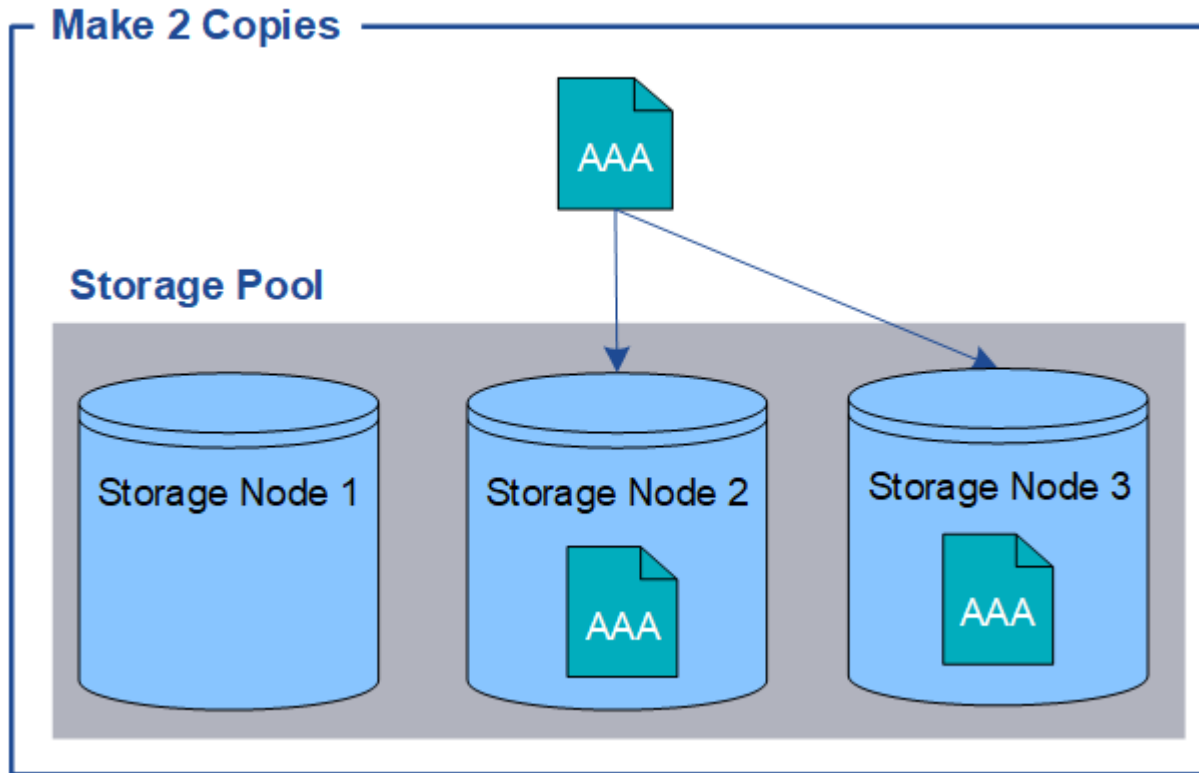 Make 2 Copies
AAA
Storage Pool
Storage Node 1
Storage Node 2
Storage Node 3
AAA
AAA